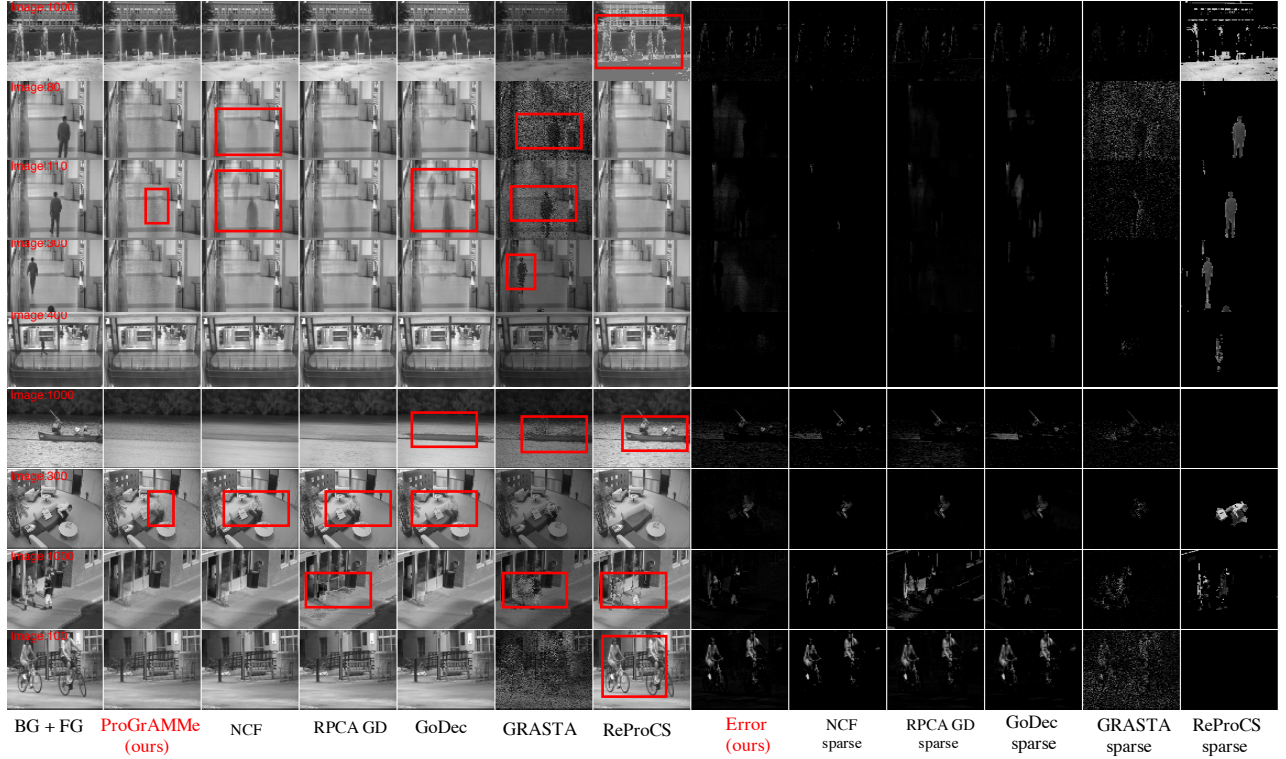 Image:1000
Image:80
Image:110
Image:300
Image:400
Image:1000
Image:300
Image:1000
Image:100
BG + FG
ProGrAMMe
(ours)
NCF
RPCA GD
GoDec
GRASTA
ReProCS
Error
(ours)
NCF
sparse
RPCA GD
sparse
GoDec
sparse
GRASTA
sparse
ReProCS
sparse